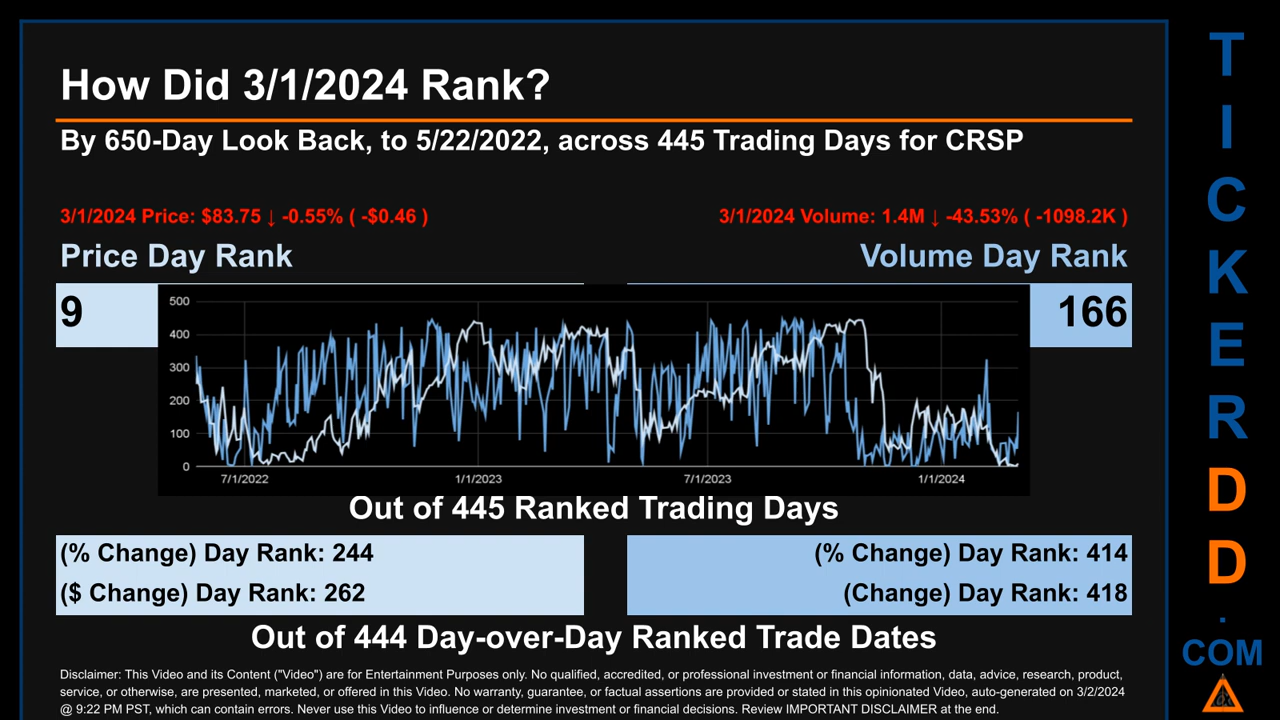 How Did 3/1/2024 Rank?
By 650-Day Look Back, to 5/22/2022, across 445 Trading Days for CRSP
3/1/2024 Price: $83.75 ↓ -0.55% ( -$0.46 )
3/1/2024 Volume: 1.4M ↓ -43.53% ( -1098.2K )
Price Day Rank
Volume Day Rank
9
166
500
400
300
200
100
0
7/1/2022
1/1/2023
7/1/2023
1/1/2024
Out of 445 Ranked Trading Days
(% Change) Day Rank: 244
($ Change) Day Rank: 262
(% Change) Day Rank: 414
(Change) Day Rank: 418
Out of 444 Day-over-Day Ranked Trade Dates
Disclaimer: This Video and its Content ("Video") are for Entertainment Purposes only. No qualified, accredited, or professional investment or financial information, data, advice, research, product,
service, or otherwise, are presented, marketed, or offered in this Video. No warranty, guarantee, or factual assertions are provided or stated in this opinionated Video, auto-generated on 3/2/2024
@ 9:22 PM PST, which can contain errors. Never use this Video to influence or determine investment or financial decisions. Review IMPORTANT DISCLAIMER at the end.
T
I
C
K
E
R
D
D
.
COM